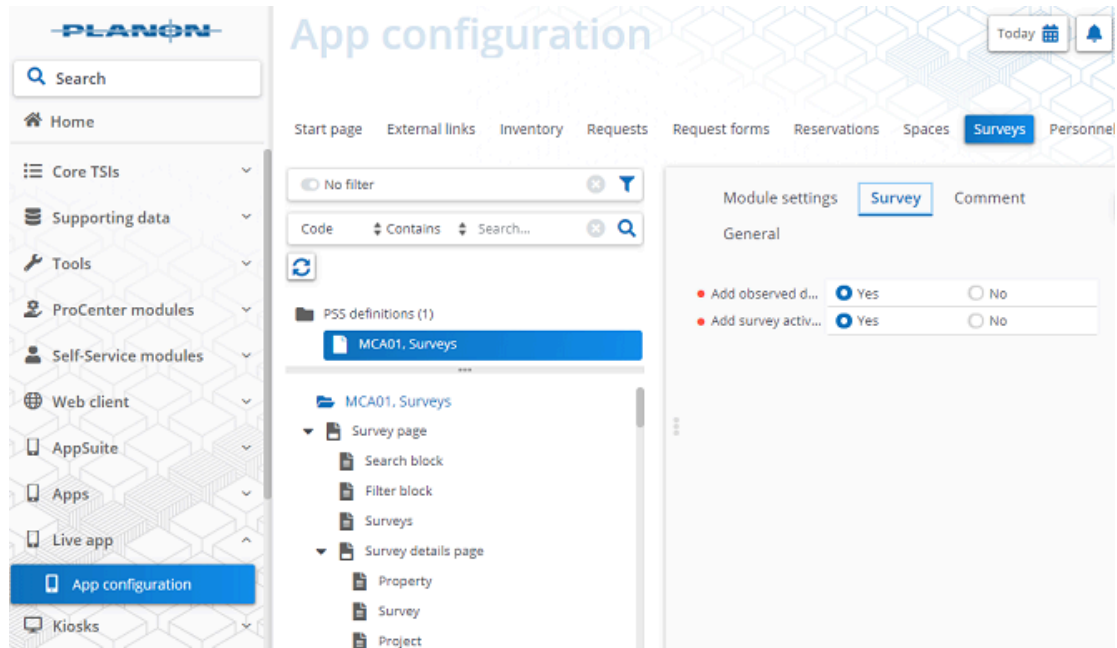 PLANON
Search
Home
Core TSIs
Supporting data
Tools
ProCenter modules
Self-Service modules
Web client
AppSuite
Apps
Live app
App configuration
Kiosks
App configuration
Today
Start page External links Inventory Requests Request forms Reservations Spaces Surveys Personnel
No filter
Code Contains Search...
PSS definitions (1)
MCA01, Surveys
MCA01, Surveys
Survey page
Search block
Filter block
Surveys
Survey details page
Property
Survey
Project
Module settings Survey Comment
General
Add observed d... Yes No
Add survey activ... Yes No